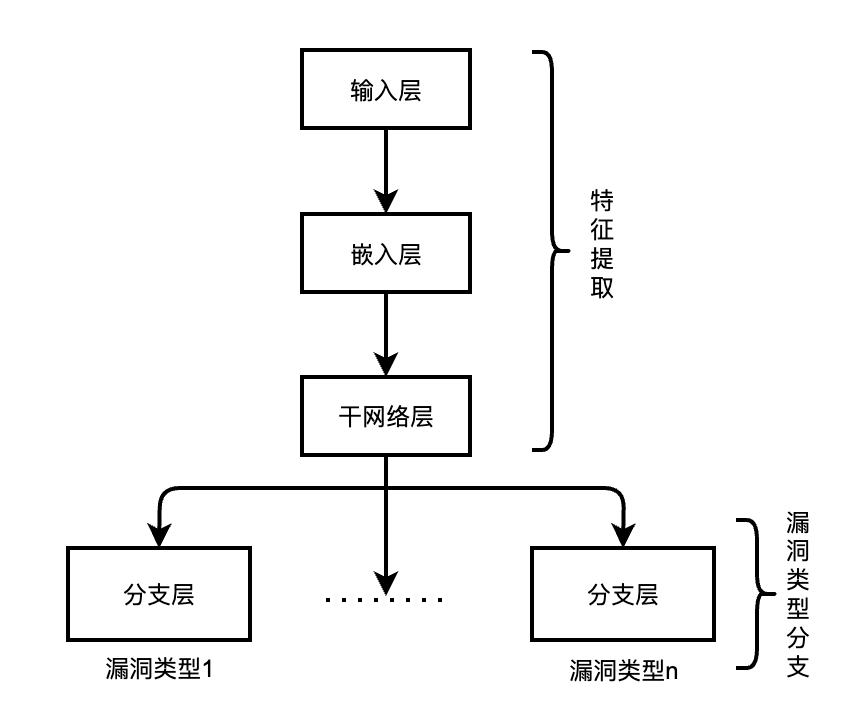 输入层
嵌入层
特征提取
干网络层
分支层
........
分支层
漏洞类型1
漏洞类型n
漏洞类型分支